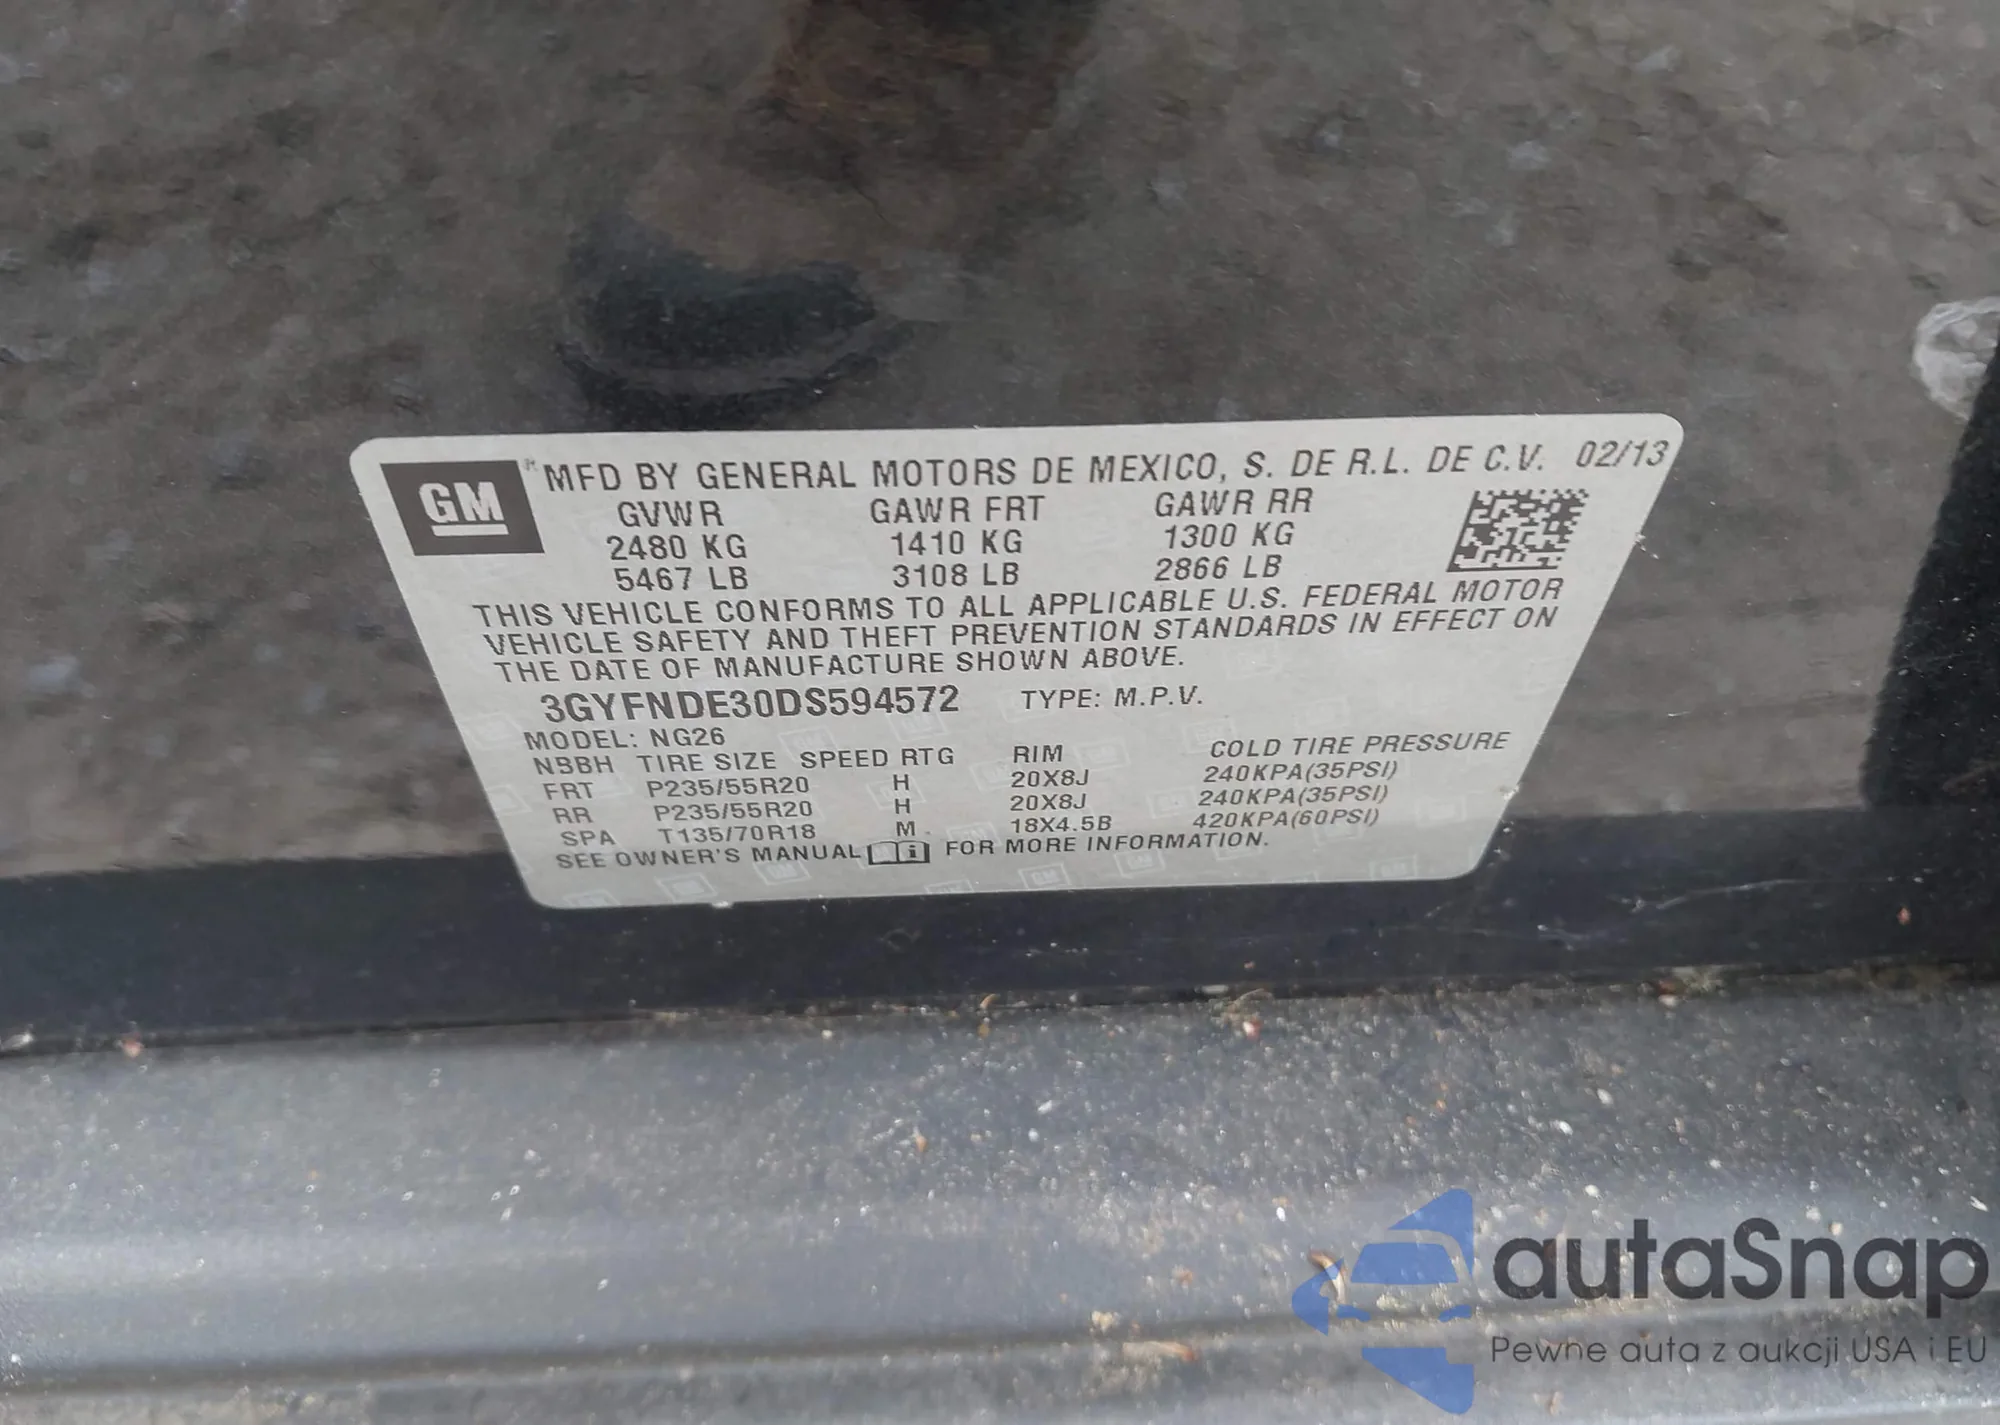 GM MFD BY GENERAL MOTORS DE MEXICO, S. DE R.L. DE C.V. 02/13
GVWR GAWR FRT GAWR RR
2480 KG 1410 KG 1300 KG
5467 LB 3108 LB 2866 LB
THIS VEHICLE CONFORMS TO ALL APPLICABLE U.S. FEDERAL MOTOR
VEHICLE SAFETY AND THEFT PREVENTION STANDARDS IN EFFECT ON
THE DATE OF MANUFACTURE SHOWN ABOVE.
3GYFNDE30DS594572 TYPE: M.P.V.
MODEL: NG26
NBBH TIRE SIZE SPEED RTG RIM COLD TIRE PRESSURE
FRT P235/55R20 H 20X8J 240KPA(35PSI)
RR P235/55R20 H 20X8J 240KPA(35PSI)
SPA T135/70R18 M 18X4.5B 420KPA(60PSI)
SEE OWNER'S MANUAL FOR MORE INFORMATION.
autaSnap
Pewne auta z aukcji USA i EU